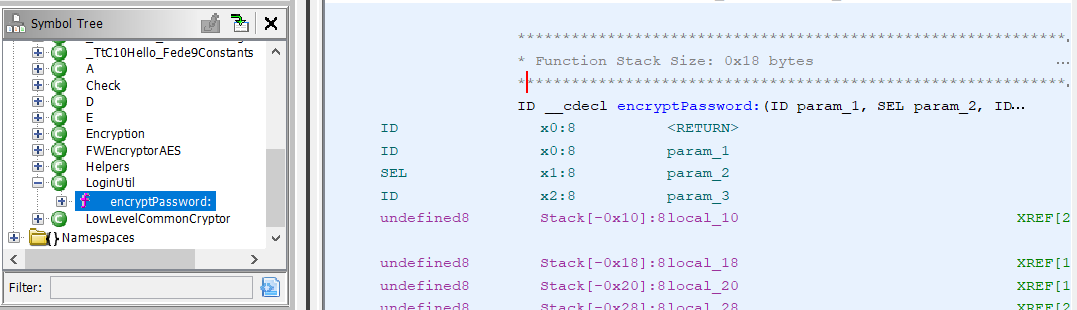 Symbol Tree
_TtC10Hello_Fede9Constants
A
Check
D
E
Encryption
FWEncryptorAES
Helpers
LoginUtil
encryptPassword:
LowLevelCommonCryptor
{} Namespaces
Filter:
************************************************************.
* Function Stack Size: 0x18 bytes ...
************************************************************.
ID __cdecl encryptPassword:(ID param_1, SEL param_2, ID...
ID x0:8 <RETURN>
ID x0:8 param_1
SEL x1:8 param_2
ID x2:8 param_3
undefined8 Stack[-0x10]:8 local_10 XREF[2
undefined8 Stack[-0x18]:8 local_18 XREF[1
undefined8 Stack[-0x20]:8 local_20 XREF[1
undefined8 Stack[-0x28]:8 local_28 XREF[2